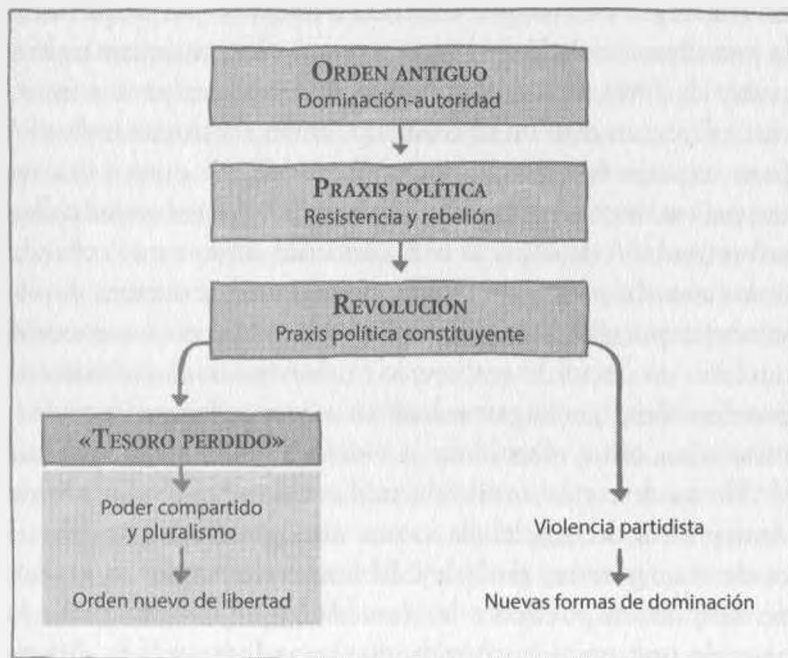 ORDEN ANTIGUO
Dominación-autoridad
PRAXIS POLÍTICA
Resistencia y rebelión
REVOLUCIÓN
Praxis política constituyente
«TESORO PERDIDO»
Poder compartido
y pluralismo
Orden nuevo de libertad
Violencia partidista
Nuevas formas de dominación